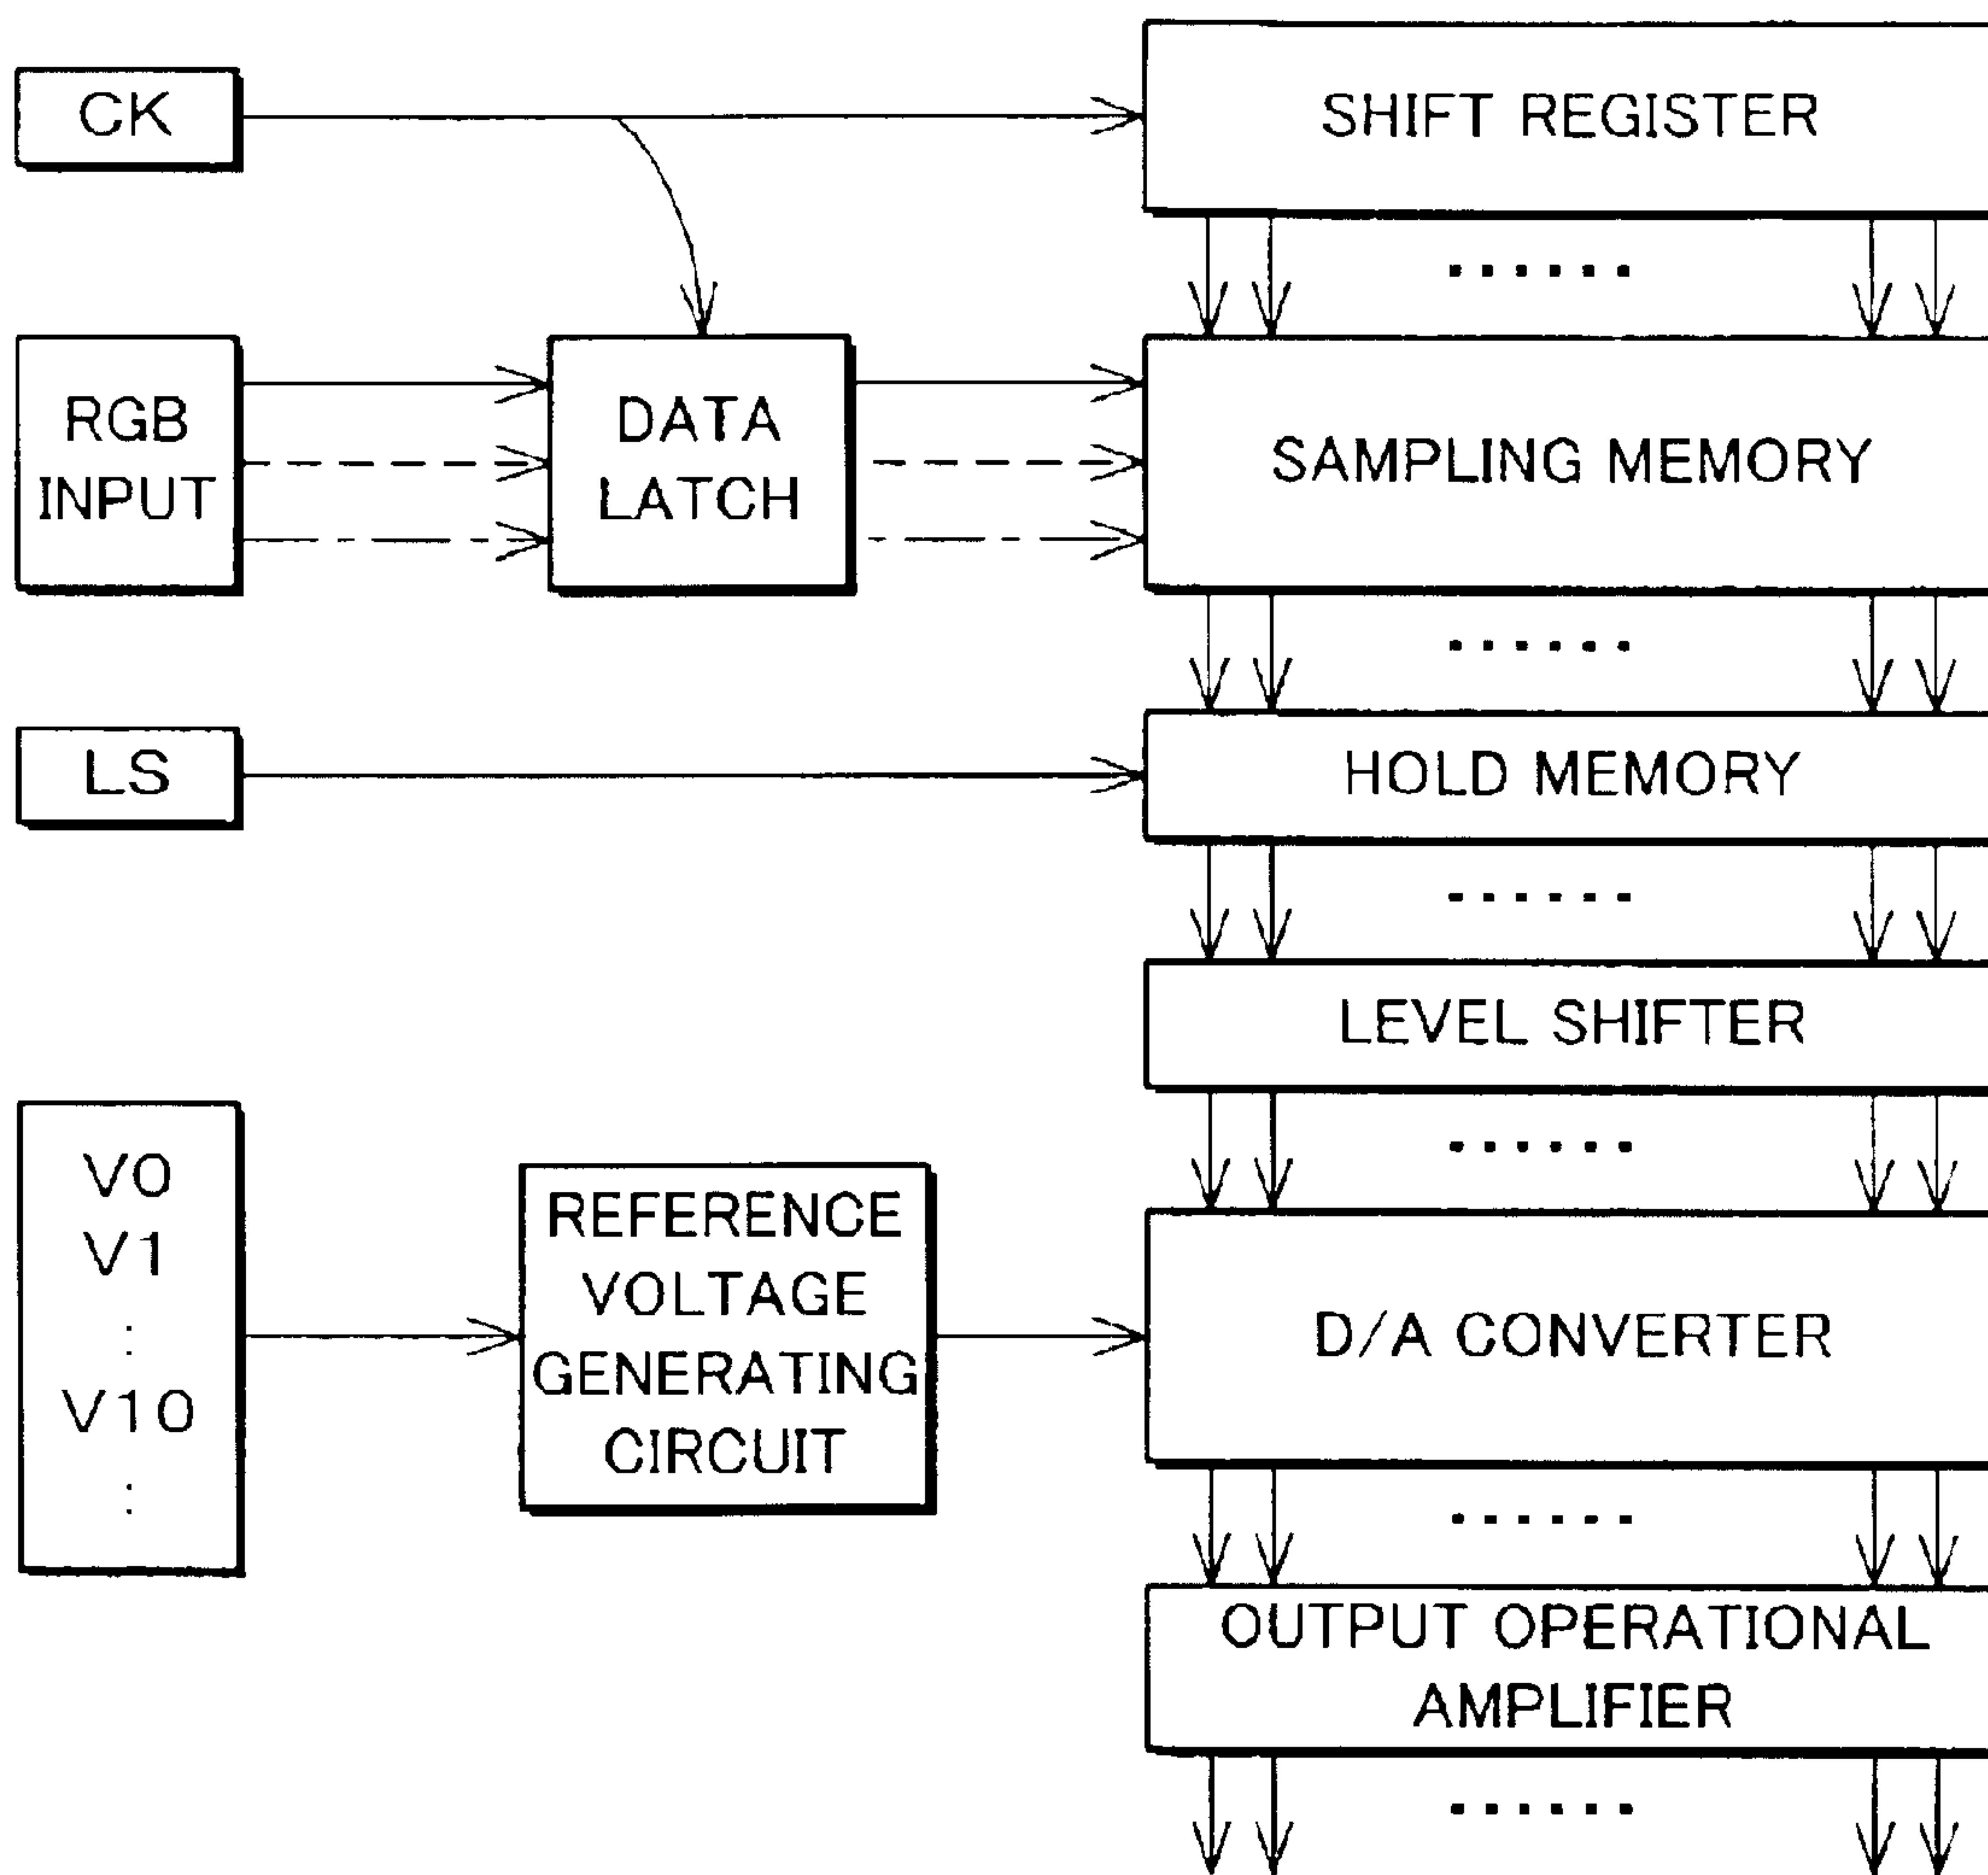 CK
SHIFT REGISTER
RGB
INPUT
DATA
LATCH
SAMPLING MEMORY
LS
HOLD MEMORY
LEVEL SHIFTER
V0
V1
:
V10
:
REFERENCE
VOLTAGE
GENERATING
CIRCUIT
D/A CONVERTER
OUTPUT OPERATIONAL
AMPLIFIER